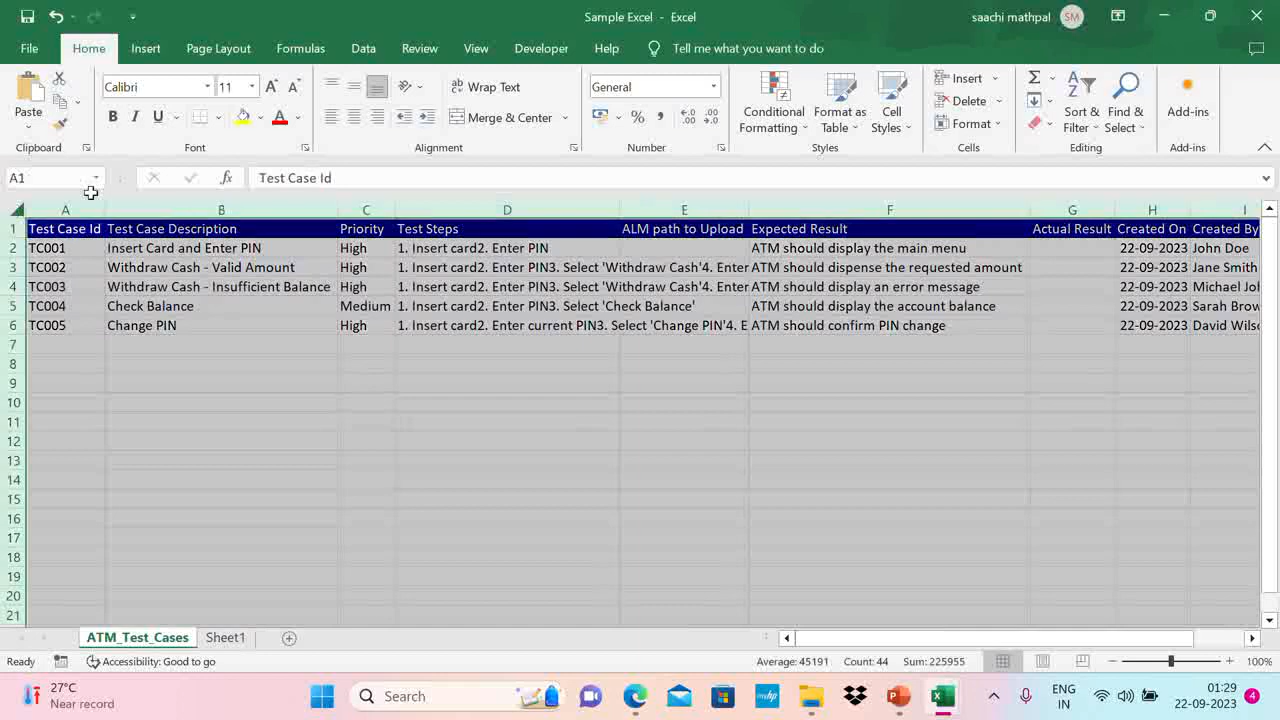 Sample Excel - Excel
saachi mathpal SM
File Home Insert Page Layout Formulas Data Review View Developer Help Tell me what you want to do
Calibri 11 A A ab Wrap Text General Insert
Paste B I U A Merge & Center % Conditional Formatting Format as Table Cell Styles Delete Format Sort & Filter Find & Select Add-ins
Clipboard Font Alignment Number Styles Cells Editing Add-ins
A1 fx Test Case Id
A B C D E F G H I
1 Test Case Id Test Case Description Priority Test Steps ALM path to Upload Expected Result Actual Result Created On Created By
2 TC001 Insert Card and Enter PIN High 1. Insert card2. Enter PIN ATM should display the main menu 22-09-2023 John Doe
3 TC002 Withdraw Cash - Valid Amount High 1. Insert card2. Enter PIN3. Select 'Withdraw Cash'4. Enter ATM should dispense the requested amount 22-09-2023 Jane Smith
4 TC003 Withdraw Cash - Insufficient Balance High 1. Insert card2. Enter PIN3. Select 'Withdraw Cash'4. Enter ATM should display an error message 22-09-2023 Michael Joh
5 TC004 Check Balance Medium 1. Insert card2. Enter PIN3. Select 'Check Balance' ATM should display the account balance 22-09-2023 Sarah Brow
6 TC005 Change PIN High 1. Insert card2. Enter current PIN3. Select 'Change PIN'4. E ATM should confirm PIN change 22-09-2023 David Wilso
7
8
9
10
11
12
13
14
15
16
17
18
19
20
21
ATM_Test_Cases Sheet1
Ready Accessibility: Good to go Average: 45191 Count: 44 Sum: 225955 100%
27°C Near record Search ENG IN 01:29 22-09-2023 4